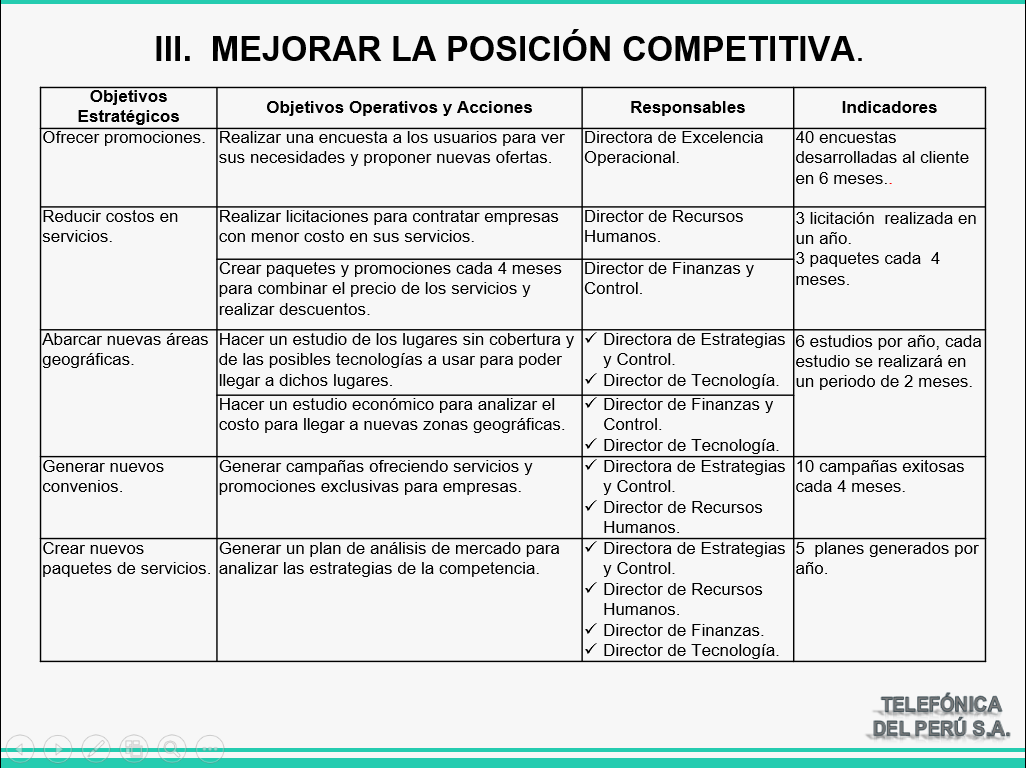 III. MEJORAR LA POSICIÓN COMPETITIVA.
Objetivos
Estratégicos
Objetivos Operativos y Acciones
Responsables
Indicadores
Ofrecer promociones.
Realizar una encuesta a los usuarios para ver
sus necesidades y proponer nuevas ofertas.
Directora de Excelencia
Operacional.
40 encuestas
desarrolladas al cliente
en 6 meses..
Reducir costos en
servicios.
Realizar licitaciones para contratar empresas
con menor costo en sus servicios.
Director de Recursos
Humanos.
3 licitación realizada en
un año.
3 paquetes cada 4
meses.
Crear paquetes y promociones cada 4 meses
para combinar el precio de los servicios y
realizar descuentos.
Director de Finanzas y
Control.
Abarcar nuevas áreas
geográficas.
Hacer un estudio de los lugares sin cobertura y
de las posibles tecnologías a usar para poder
llegar a dichos lugares.
✓ Directora de Estrategias
y Control.
✓ Director de Tecnología.
6 estudios por año, cada
estudio se realizará en
un periodo de 2 meses.
Hacer un estudio económico para analizar el
costo para llegar a nuevas zonas geográficas.
✓ Director de Finanzas y
Control.
✓ Director de Tecnología.
Generar nuevos
convenios.
Generar campañas ofreciendo servicios y
promociones exclusivas para empresas.
✓ Directora de Estrategias
y Control.
✓ Director de Recursos
Humanos.
10 campañas exitosas
cada 4 meses.
Crear nuevos
paquetes de servicios.
Generar un plan de análisis de mercado para
analizar las estrategias de la competencia.
✓ Directora de Estrategias
y Control.
✓ Director de Recursos
Humanos.
✓ Director de Finanzas.
✓ Director de Tecnología.
5 planes generados por
año.
TELEFÓNICA
DEL PERÚ S.A.